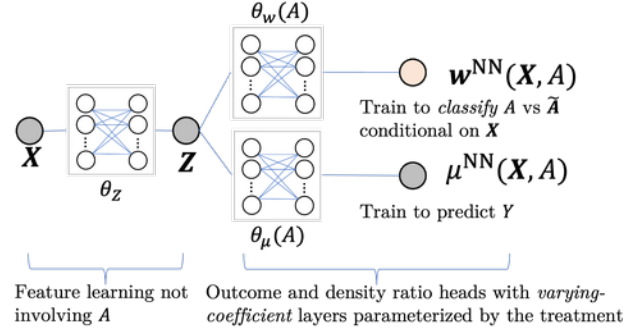 θ_w(A)
w^NN(X, A)
Train to classify A vs Ã
conditional on X
X
θ_Z
Z
μ^NN(X, A)
Train to predict Y
θ_μ(A)
Feature learning not
involving A
Outcome and density ratio heads with varying-
coefficient layers parameterized by the treatment